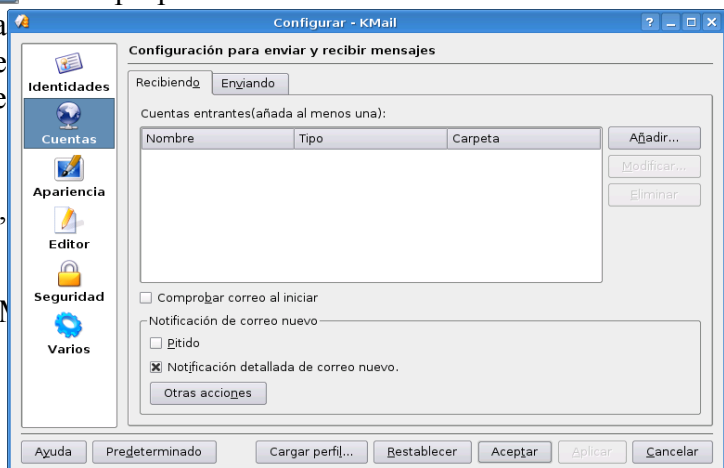 Configurar - KMail
Identidades
Cuentas
Apariencia
Editor
Seguridad
Varios
Configuración para enviar y recibir mensajes
Recibiendo Enviando
Cuentas entrantes(añada al menos una):
Nombre Tipo Carpeta
Añadir...
Modificar...
Eliminar
Comprobar correo al iniciar
Notificación de correo nuevo
Pitido
Notificación detallada de correo nuevo.
Otras acciones
Ayuda Predeterminado Cargar perfil... Restablecer Aceptar Aplicar Cancelar